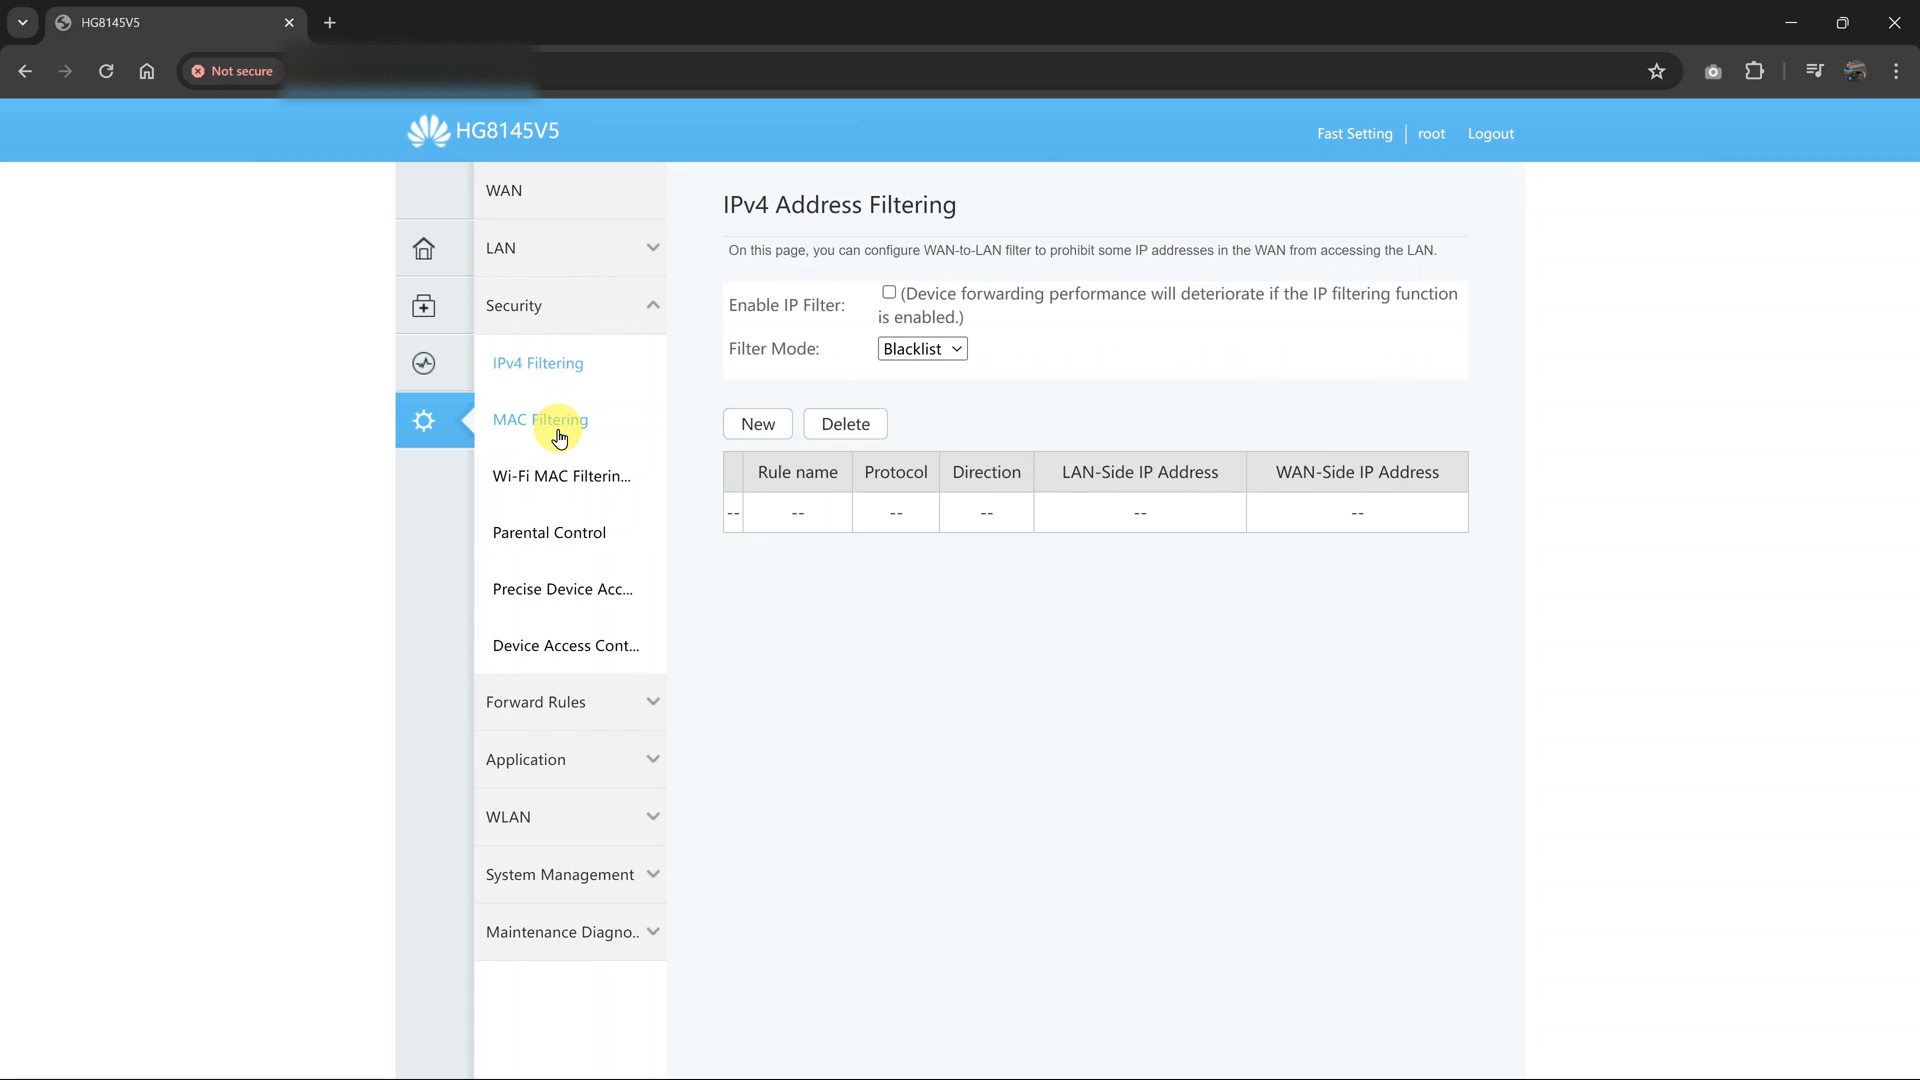 HG8145V5
Not secure
HG8145V5
Fast Setting
root
Logout
WAN
LAN
Security
IPv4 Filtering
MAC Filtering
Wi-Fi MAC Filterin...
Parental Control
Precise Device Acc...
Device Access Cont...
Forward Rules
Application
WLAN
System Management
Maintenance Diagno..
IPv4 Address Filtering
On this page, you can configure WAN-to-LAN filter to prohibit some IP addresses in the WAN from accessing the LAN.
Enable IP Filter:
(Device forwarding performance will deteriorate if the IP filtering function
is enabled.)
Filter Mode:
Blacklist
New
Delete
Rule name Protocol Direction LAN-Side IP Address WAN-Side IP Address
-- -- -- -- -- --